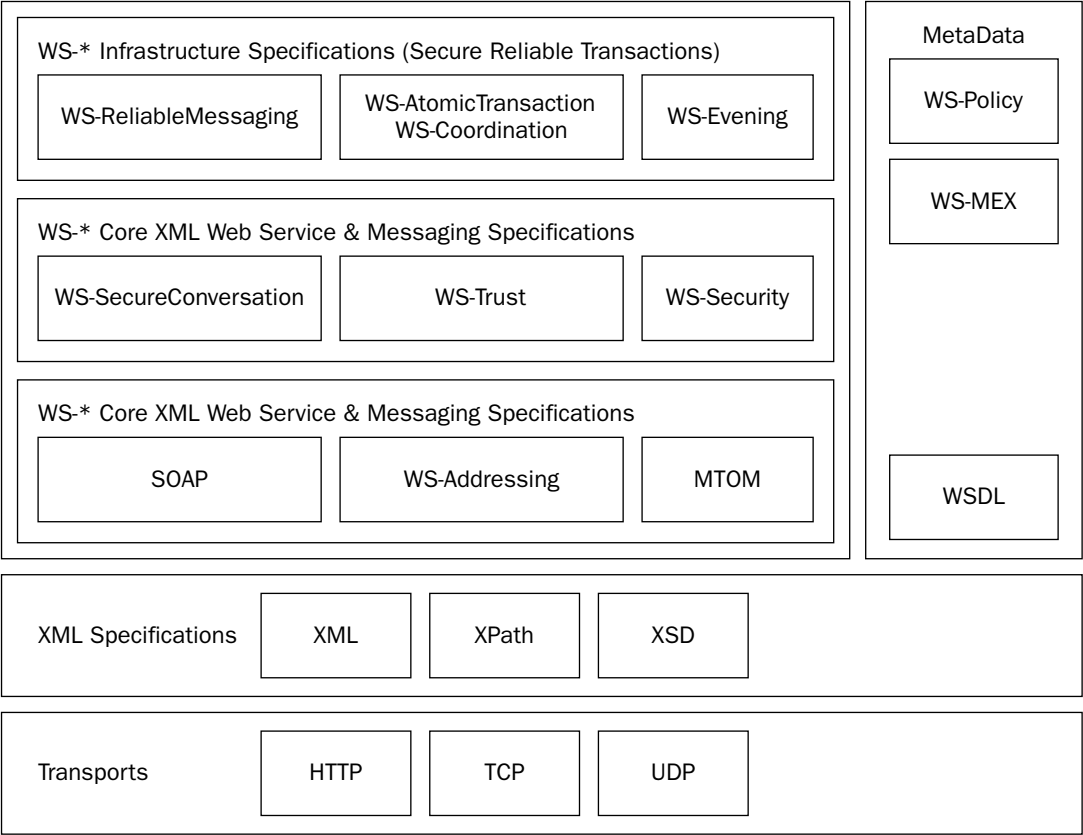 WS-* Infrastructure Specifications (Secure Reliable Transactions)
WS-ReliableMessaging
WS-AtomicTransaction
WS-Coordination
WS-Evening
WS-* Core XML Web Service & Messaging Specifications
WS-SecureConversation
WS-Trust
WS-Security
WS-* Core XML Web Service & Messaging Specifications
SOAP
WS-Addressing
MTOM
MetaData
WS-Policy
WS-MEX
WSDL
XML Specifications
XML
XPath
XSD
Transports
HTTP
TCP
UDP